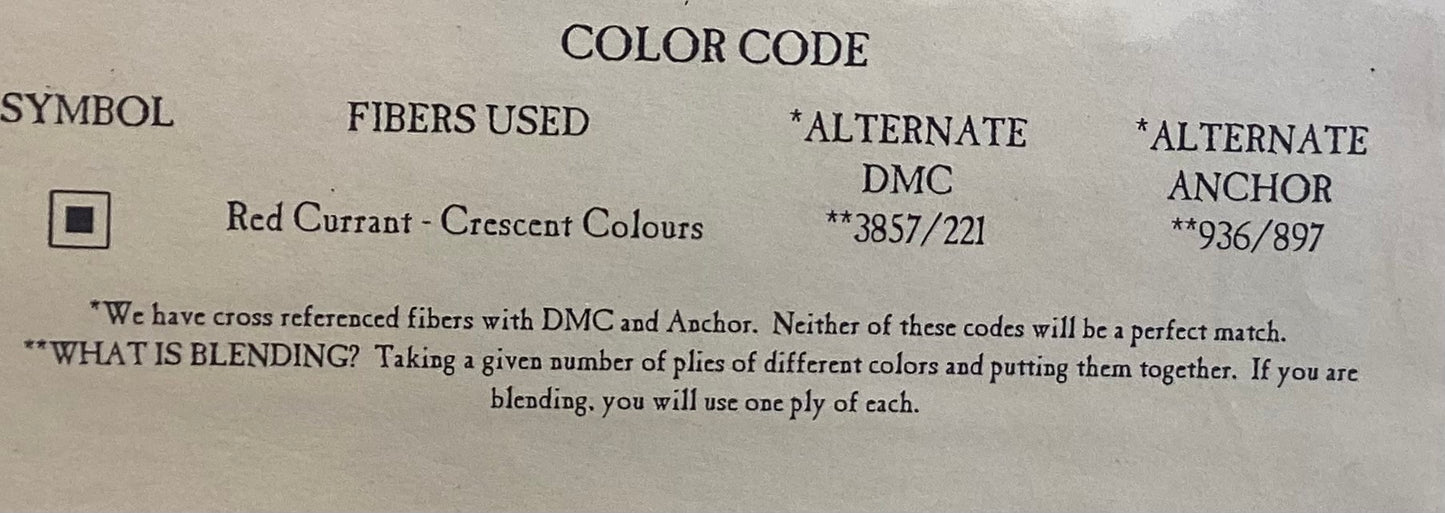 COLOR CODE
SYMBOL FIBERS USED *ALTERNATE *ALTERNATE
DMC ANCHOR
Red Currant - Crescent Colours **3857/221 **936/897
*We have cross referenced fibers with DMC and Anchor. Neither of these codes will be a perfect match.
**WHAT IS BLENDING? Taking a given number of plies of different colors and putting them together. If you are
blending, you will use one ply of each.